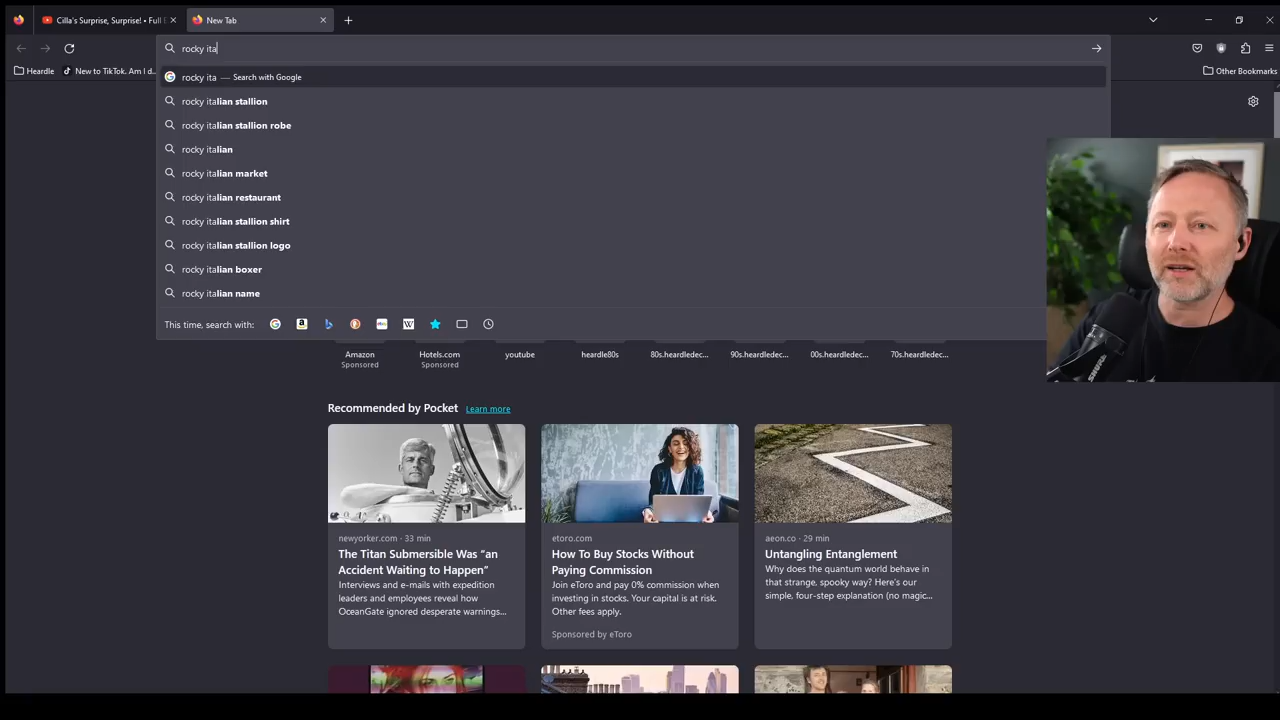 Cilla's Surprise, Surprise! • Full E
New Tab
rocky ita
Heardle
New to TikTok, Am I d...
Other Bookmarks
rocky ita — Search with Google
rocky italian stallion
rocky italian stallion robe
rocky italian
rocky italian market
rocky italian restaurant
rocky italian stallion shirt
rocky italian stallion logo
rocky italian boxer
rocky italian name
This time, search with:
Amazon
Sponsored
Hotels.com
Sponsored
youtube
heardle80s
80s.heardledec...
90s.heardledec...
00s.heardledec...
70s.heardledec...
Recommended by Pocket Learn more
newyorker.com · 33 min
The Titan Submersible Was “an
Accident Waiting to Happen”
Interviews and e-mails with expedition
leaders and employees reveal how
OceanGate ignored desperate warnings...
etoro.com
How To Buy Stocks Without
Paying Commission
Join eToro and pay 0% commission when
investing in stocks. Your capital is at risk.
Other fees apply.
Sponsored by eToro
aeon.co · 29 min
Untangling Entanglement
Why does the quantum world behave in
that strange, spooky way? Here's our
simple, four-step explanation (no magic...
SHURE